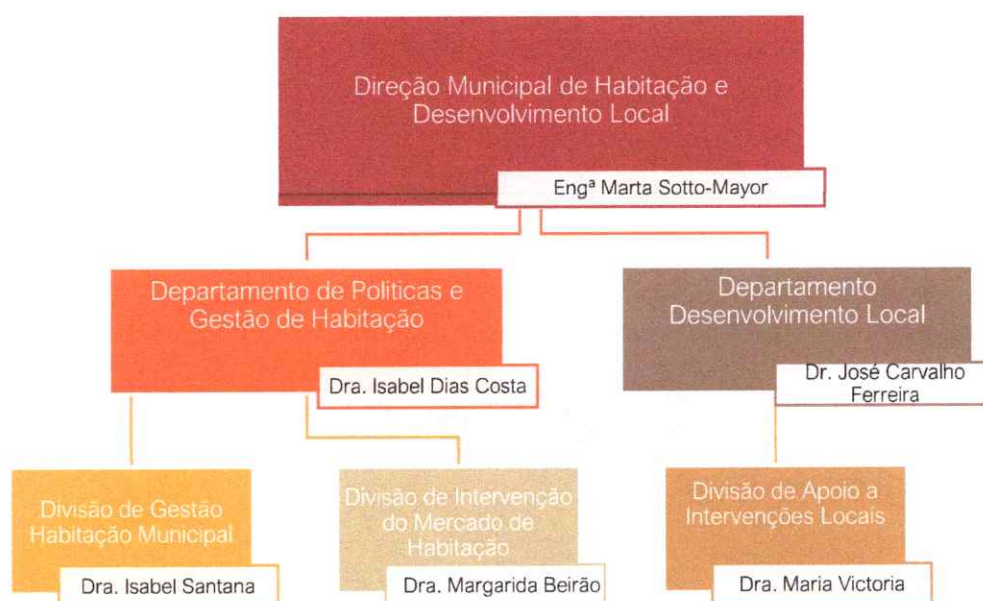 Direção Municipal de Habitação e
Desenvolvimento Local
Engª Marta Sotto-Mayor
Departamento de Politicas e
Gestão de Habitação
Dra. Isabel Dias Costa
Departamento
Desenvolvimento Local
Dr. José Carvalho
Ferreira
Divisão de Gestão
Habitação Municipal
Dra. Isabel Santana
Divisão de Intervenção
do Mercado de
Habitação
Dra. Margarida Beirão
Divisão de Apoio a
Intervenções Locais
Dra. Maria Victoria